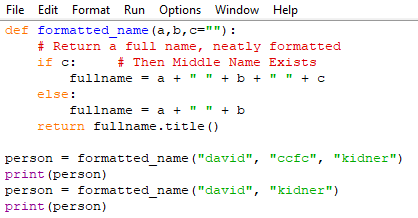 File Edit Format Run Options Window Help
def formatted_name(a,b,c=""):
    # Return a full name, neatly formatted
    if c:     # Then Middle Name Exists
        fullname = a + " " + b + " " + c
    else:
        fullname = a + " " + b
    return fullname.title()

person = formatted_name("david", "ccfc", "kidner")
print(person)
person = formatted_name("david", "kidner")
print(person)